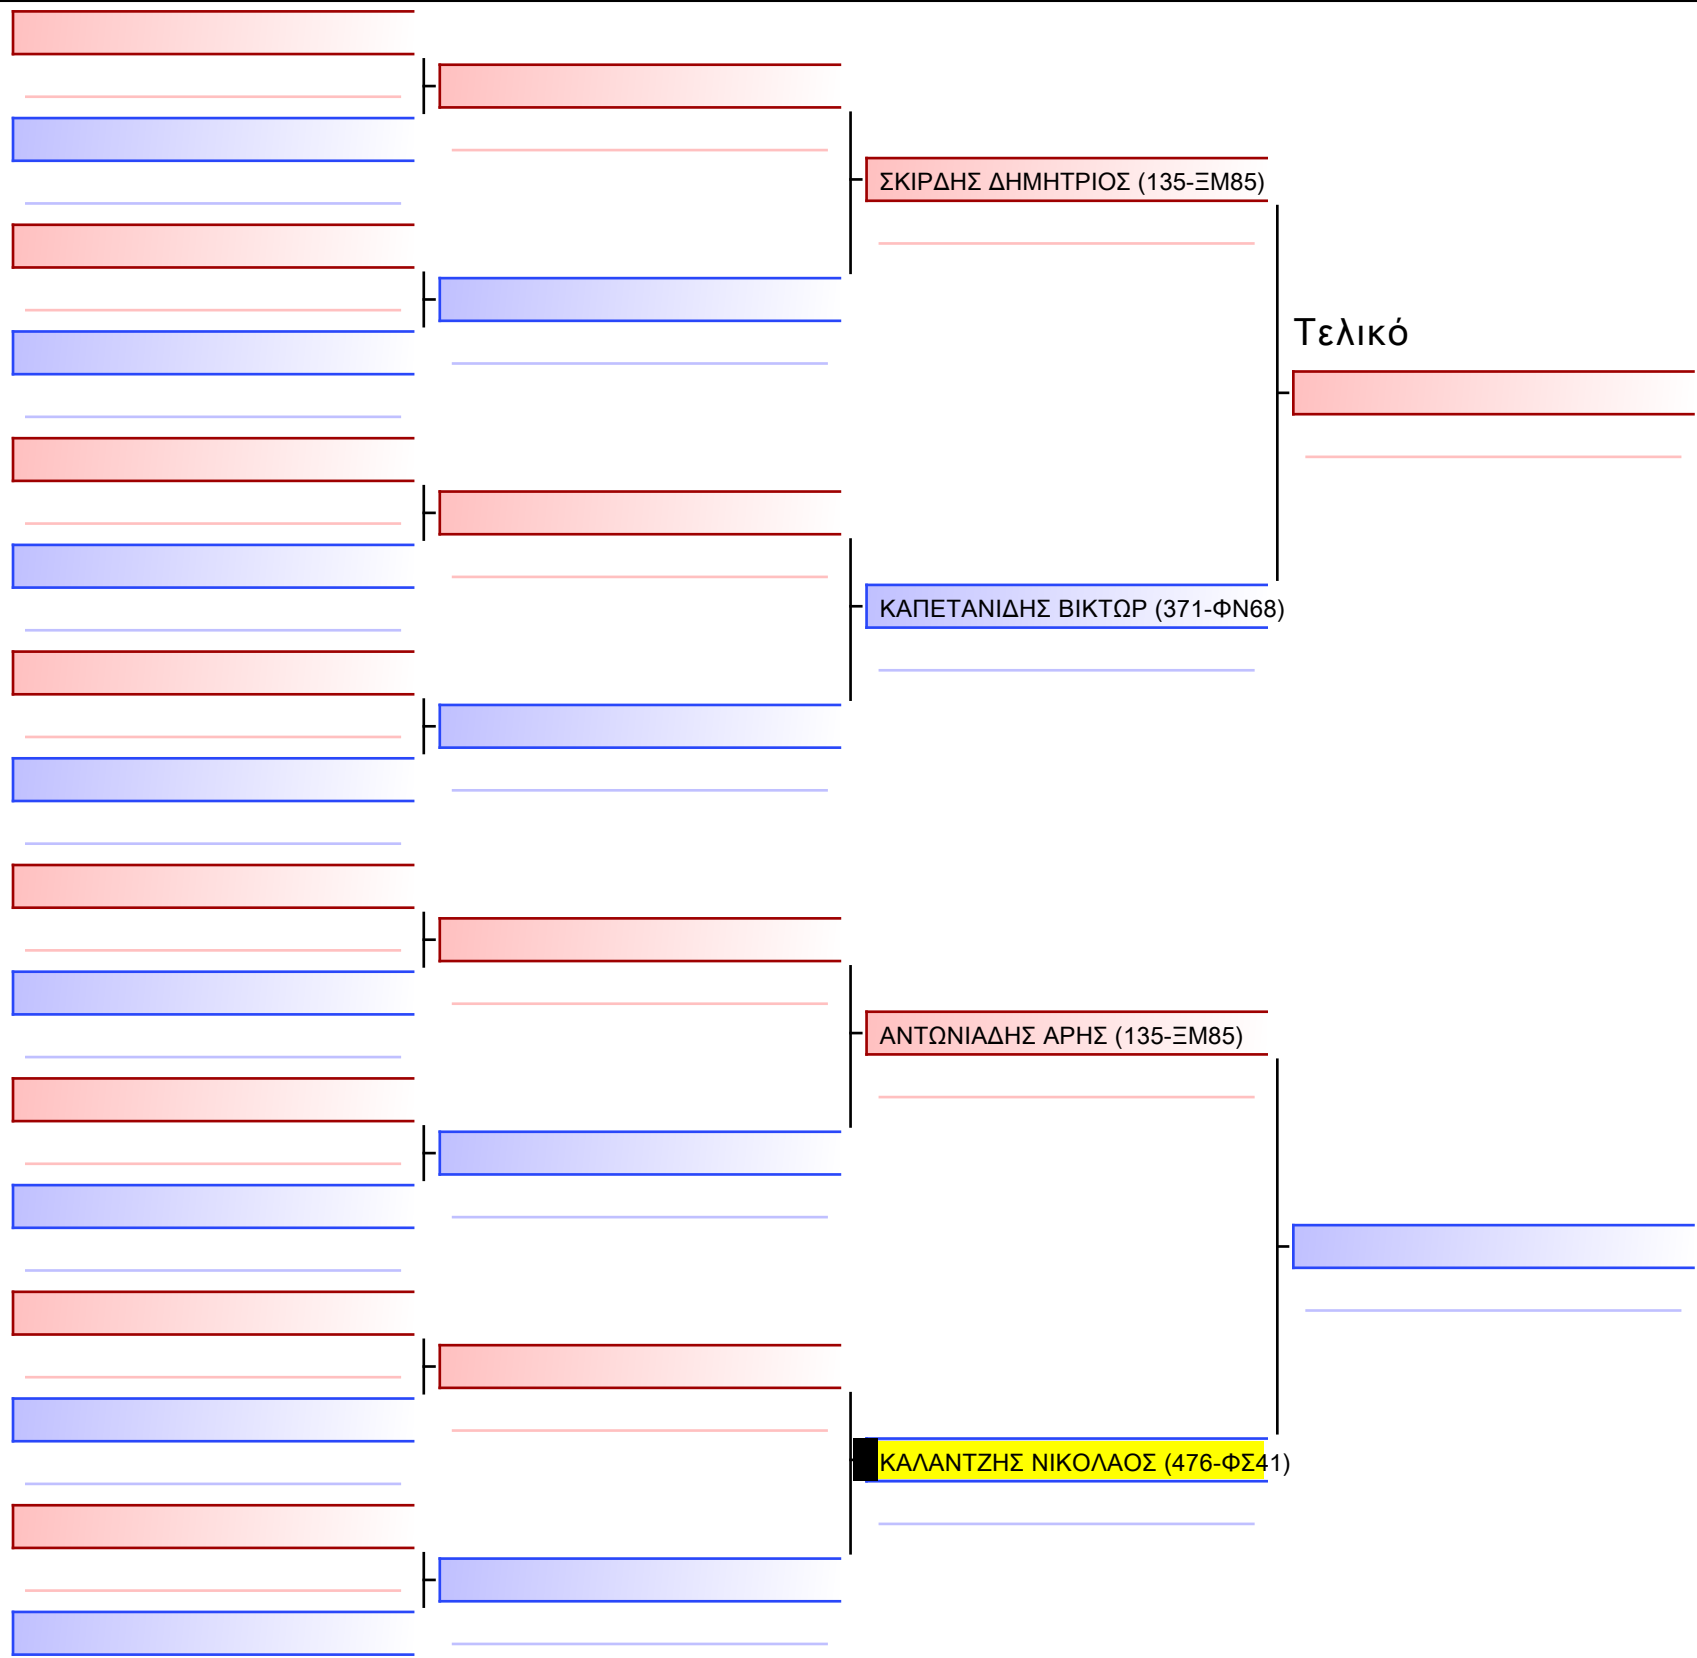 ΣΚΙΡΔΗΣ ΔΗΜΗΤΡΙΟΣ (135-ΞΜ85)
Τελικό
ΚΑΠΕΤΑΝΙΔΗΣ ΒΙΚΤΩΡ (371-ΦΝ68)
ΑΝΤΩΝΙΑΔΗΣ ΑΡΗΣ (135-ΞΜ85)
ΚΑΛΑΝΤΖΗΣ ΝΙΚΟΛΑΟΣ (476-ΦΣ41)